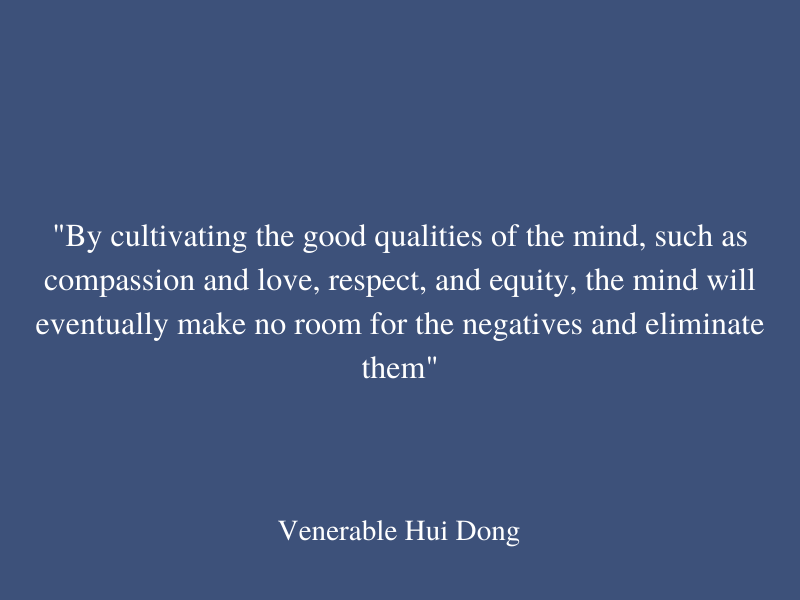 "By cultivating the good qualities of the mind, such as
compassion and love, respect, and equity, the mind will
eventually make no room for the negatives and eliminate
them"
Venerable Hui Dong